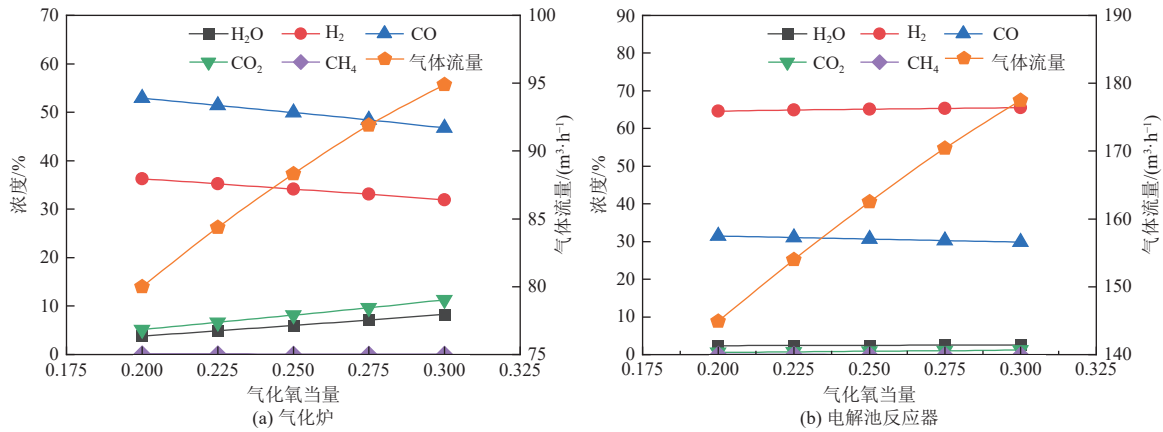 70
60
50
40
30
20
10
0
浓度/%
100
95
90
85
80
75
气体流量/(m³·h⁻¹)
H₂O
H₂
CO
CO₂
CH₄
气体流量
0.175
0.200
0.225
0.250
0.275
0.300
0.325
气化氧当量
(a) 气化炉
90
80
70
60
50
40
30
20
10
0
浓度/%
190
180
170
160
150
140
气体流量/(m³·h⁻¹)
H₂O
H₂
CO
CO₂
CH₄
气体流量
0.175
0.200
0.225
0.250
0.275
0.300
0.325
气化氧当量
(b) 电解池反应器